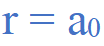 r = a₀